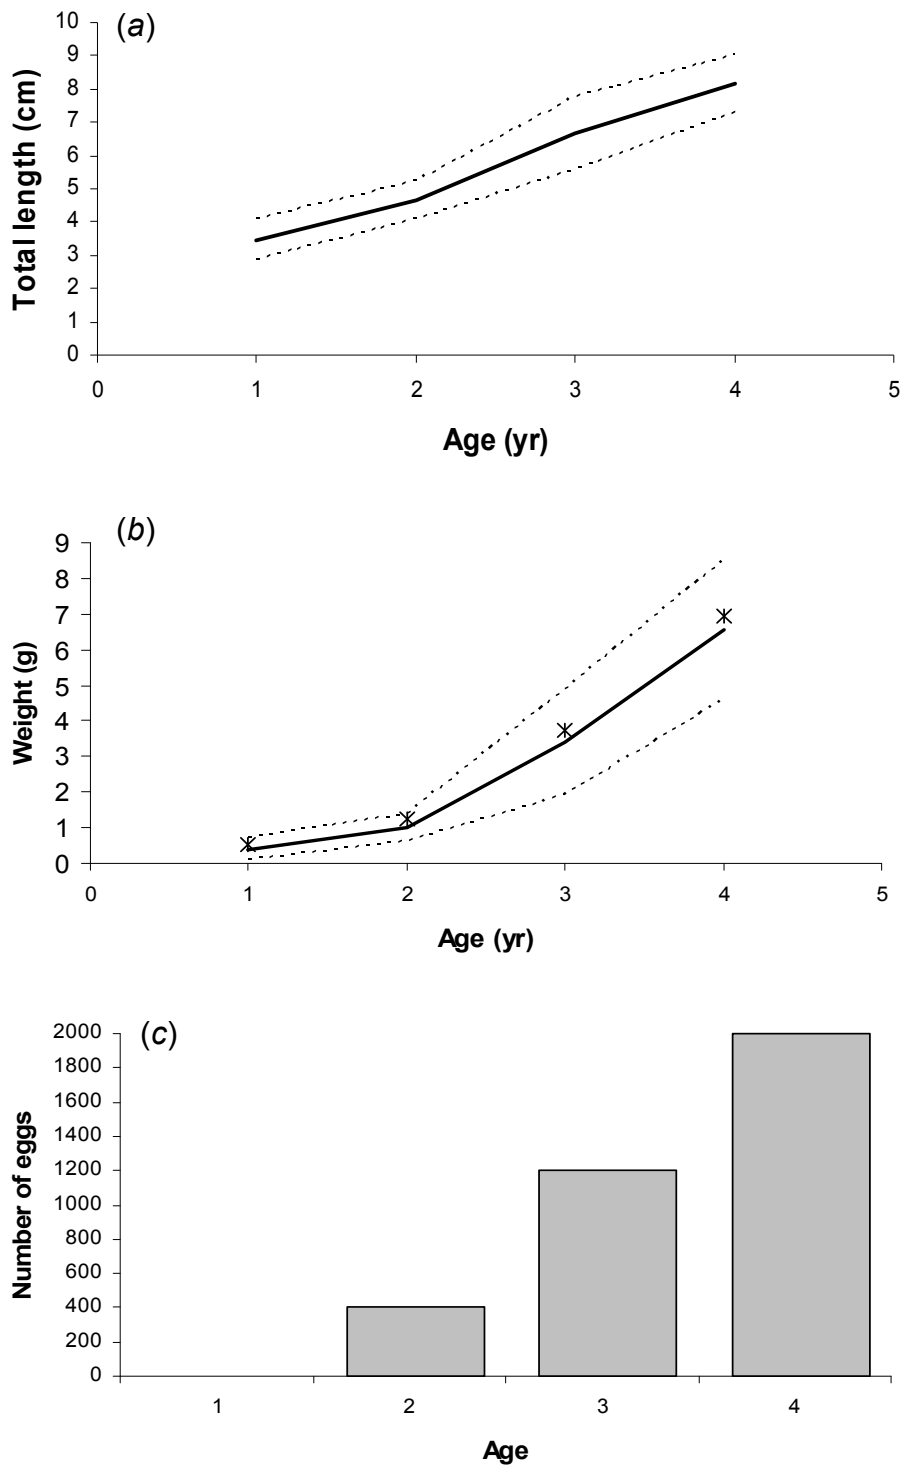 (a)
Total length (cm)
10
9
8
7
6
5
4
3
2
1
0
0 1 2 3 4 5
Age (yr)
(b)
Weight (g)
9
8
7
6
5
4
3
2
1
0
0 1 2 3 4 5
Age (yr)
(c)
Number of eggs
2000
1800
1600
1400
1200
1000
800
600
400
200
0
1 2 3 4
Age